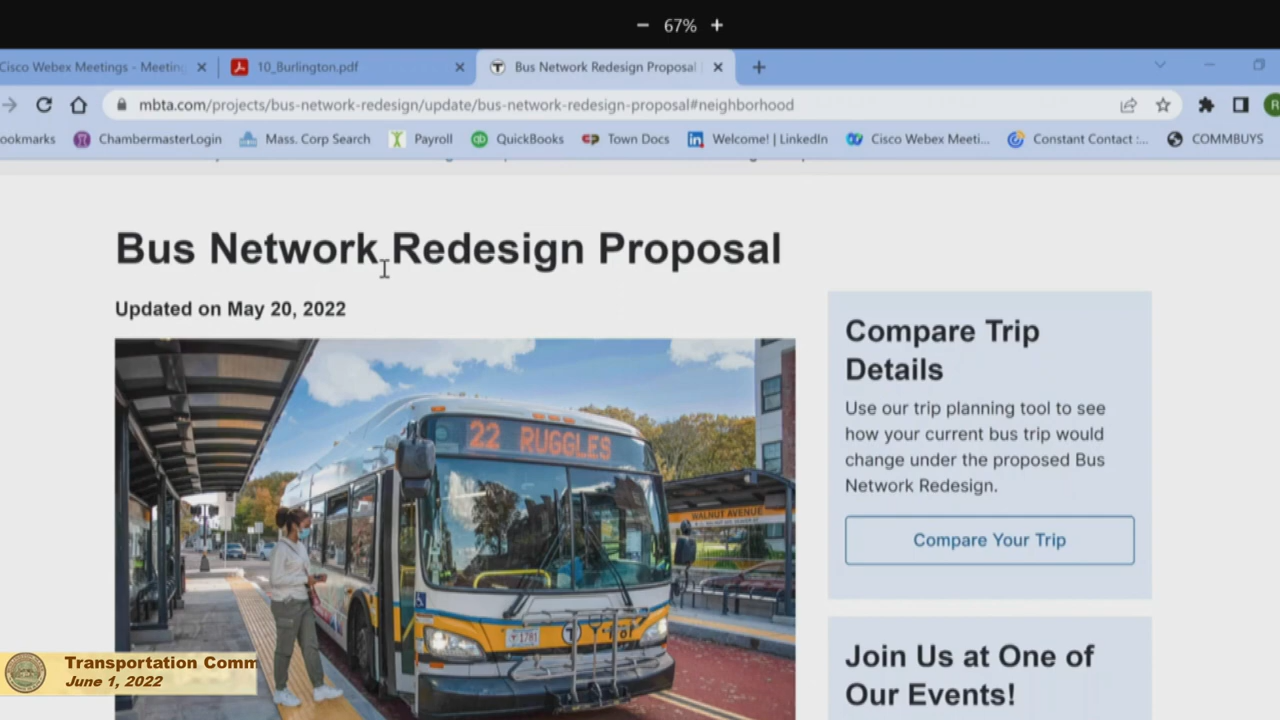 67%
Cisco Webex Meetings - Meetin
10_Burlington.pdf
Bus Network Redesign Proposal
mbta.com/projects/bus-network-redesign/update/bus-network-redesign-proposal#neighborhood
ookmarks
ChambermasterLogin
Mass. Corp Search
Payroll
QuickBooks
Town Docs
Welcome! | LinkedIn
Cisco Webex Meeti...
Constant Contact :...
COMMBUYS
Bus Network Redesign Proposal
Updated on May 20, 2022
22 RUGGLES
WALNUT AVENUE
Compare Trip
Details
Use our trip planning tool to see
how your current bus trip would
change under the proposed Bus
Network Redesign.
Compare Your Trip
Join Us at One of
Our Events!
Transportation Comm
June 1, 2022